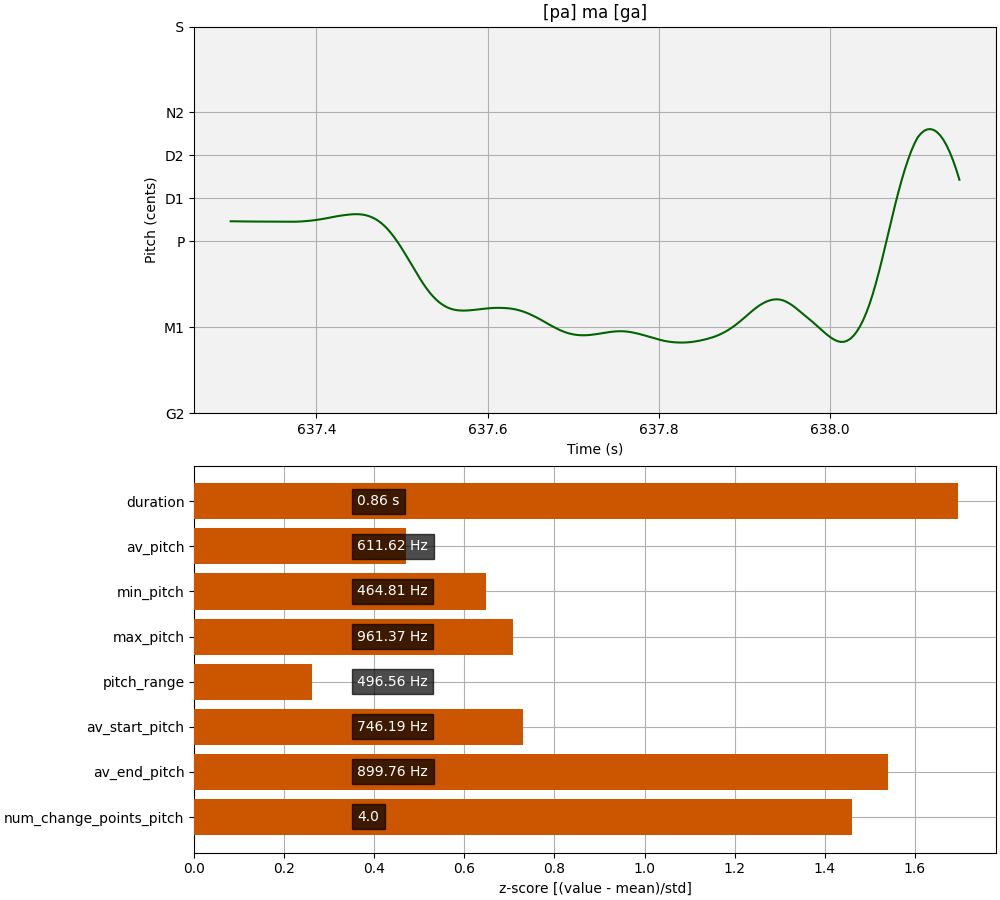 [pa] ma [ga]
S
N2
D2
D1
P
M1
G2
Pitch (cents)
637.4 637.6 637.8 638.0
Time (s)
duration 0.86 s
av_pitch 611.62 Hz
min_pitch 464.81 Hz
max_pitch 961.37 Hz
pitch_range 496.56 Hz
av_start_pitch 746.19 Hz
av_end_pitch 899.76 Hz
num_change_points_pitch 4.0
0.0 0.2 0.4 0.6 0.8 1.0 1.2 1.4 1.6
z-score [(value - mean)/std]